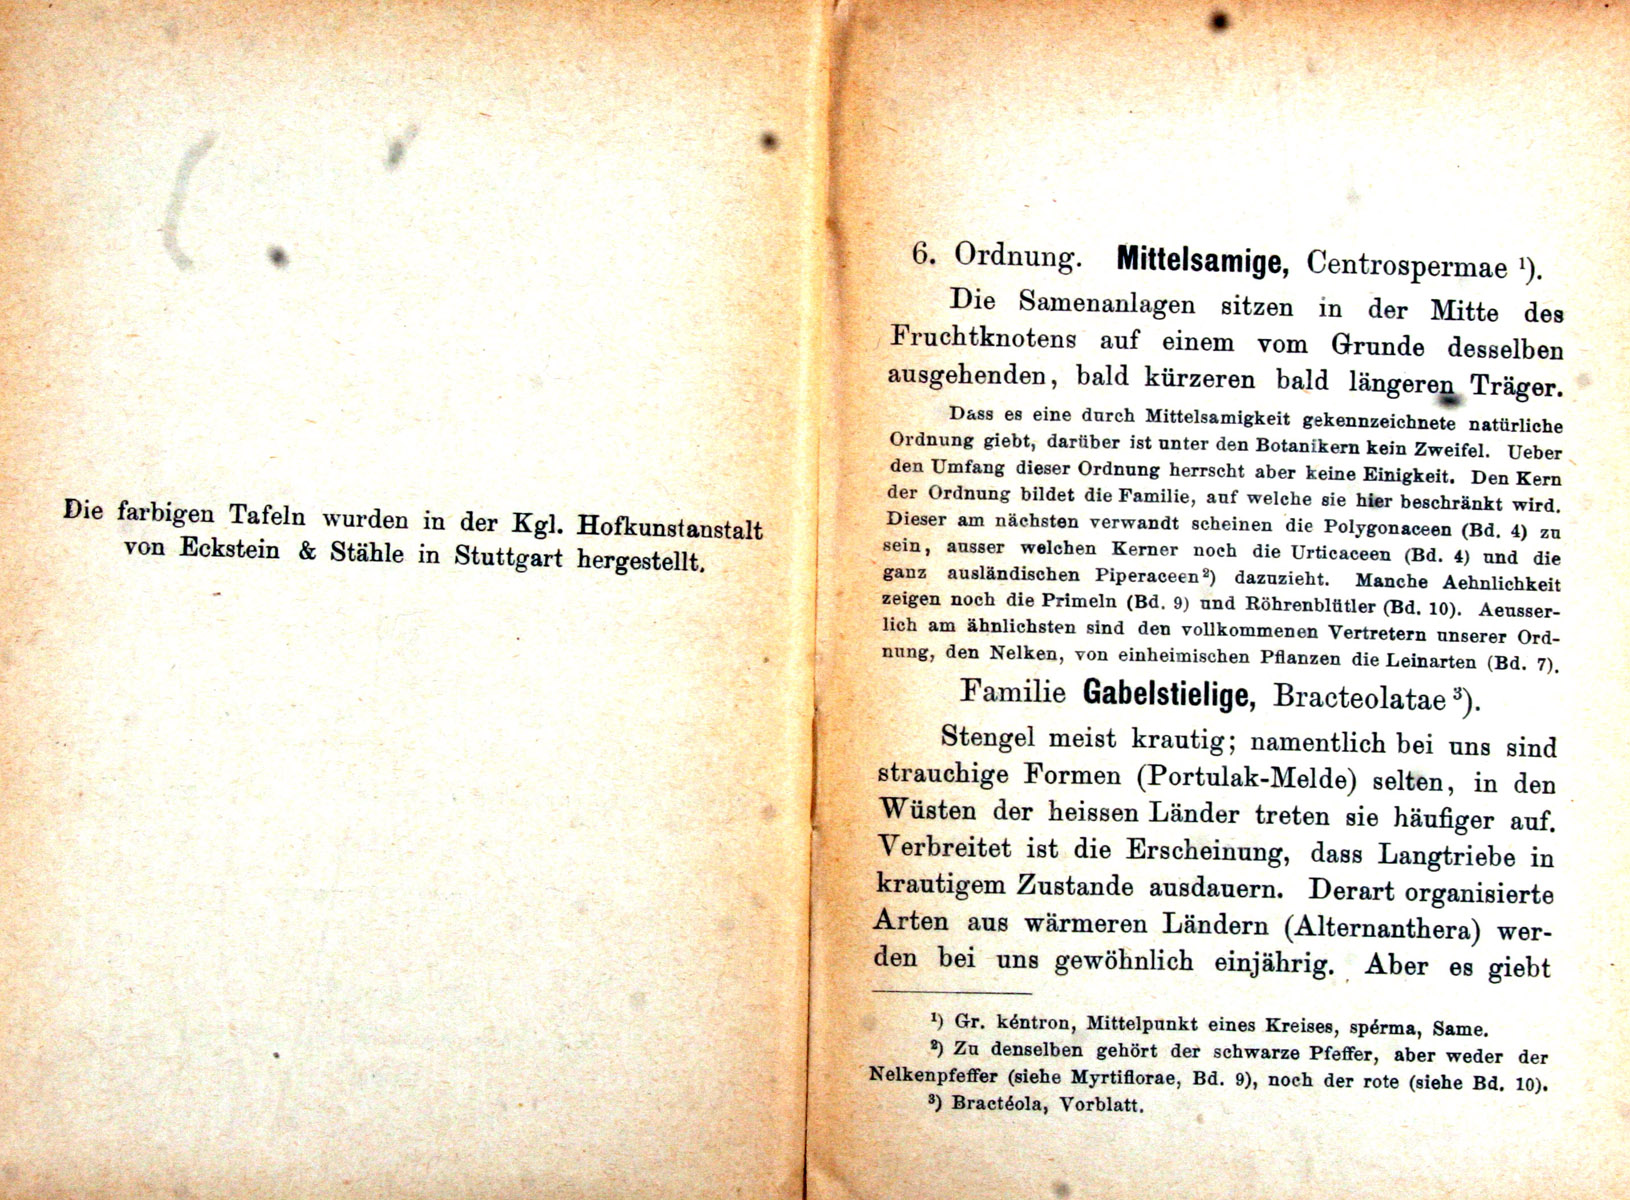 Die farbigen Tafeln wurden in der Kgl. Hofkunstanstalt
von Eckstein & Stähle in Stuttgart hergestellt.
6. Ordnung. Mittelsamige, Centrospermae ¹).
Die Samenanlagen sitzen in der Mitte des
Fruchtknotens auf einem vom Grunde desselben
ausgehenden, bald kürzeren bald längeren Träger.
Dass es eine durch Mittelsamigkeit gekennzeichnete natürliche
Ordnung giebt, darüber ist unter den Botanikern kein Zweifel. Ueber
den Umfang dieser Ordnung herrscht aber keine Einigkeit. Den Kern
der Ordnung bildet die Familie, auf welche sie hier beschränkt wird.
Dieser am nächsten verwandt scheinen die Polygonaceen (Bd. 4) zu
sein, ausser welchen Kerner noch die Urticaceen (Bd. 4) und die
ganz ausländischen Piperaceen²) dazuzieht. Manche Aehnlichkeit
zeigen noch die Primeln (Bd. 9) und Röhrenblütler (Bd. 10). Aeusser-
lich am ähnlichsten sind den vollkommenen Vertretern unserer Ord-
nung, den Nelken, von einheimischen Pflanzen die Leinarten (Bd. 7).
Familie Gabelstielige, Bracteolatae ³).
Stengel meist krautig; namentlich bei uns sind
strauchige Formen (Portulak-Melde) selten, in den
Wüsten der heissen Länder treten sie häufiger auf.
Verbreitet ist die Erscheinung, dass Langtriebe in
krautigem Zustande ausdauern. Derart organisierte
Arten aus wärmeren Ländern (Alternanthera) wer-
den bei uns gewöhnlich einjährig. Aber es giebt
¹) Gr. kéntron, Mittelpunkt eines Kreises, spérma, Same.
²) Zu denselben gehört der schwarze Pfeffer, aber weder der
Nelkenpfeffer (siehe Myrtiflorae, Bd. 9), noch der rote (siehe Bd. 10).
³) Bractéola, Vorblatt.